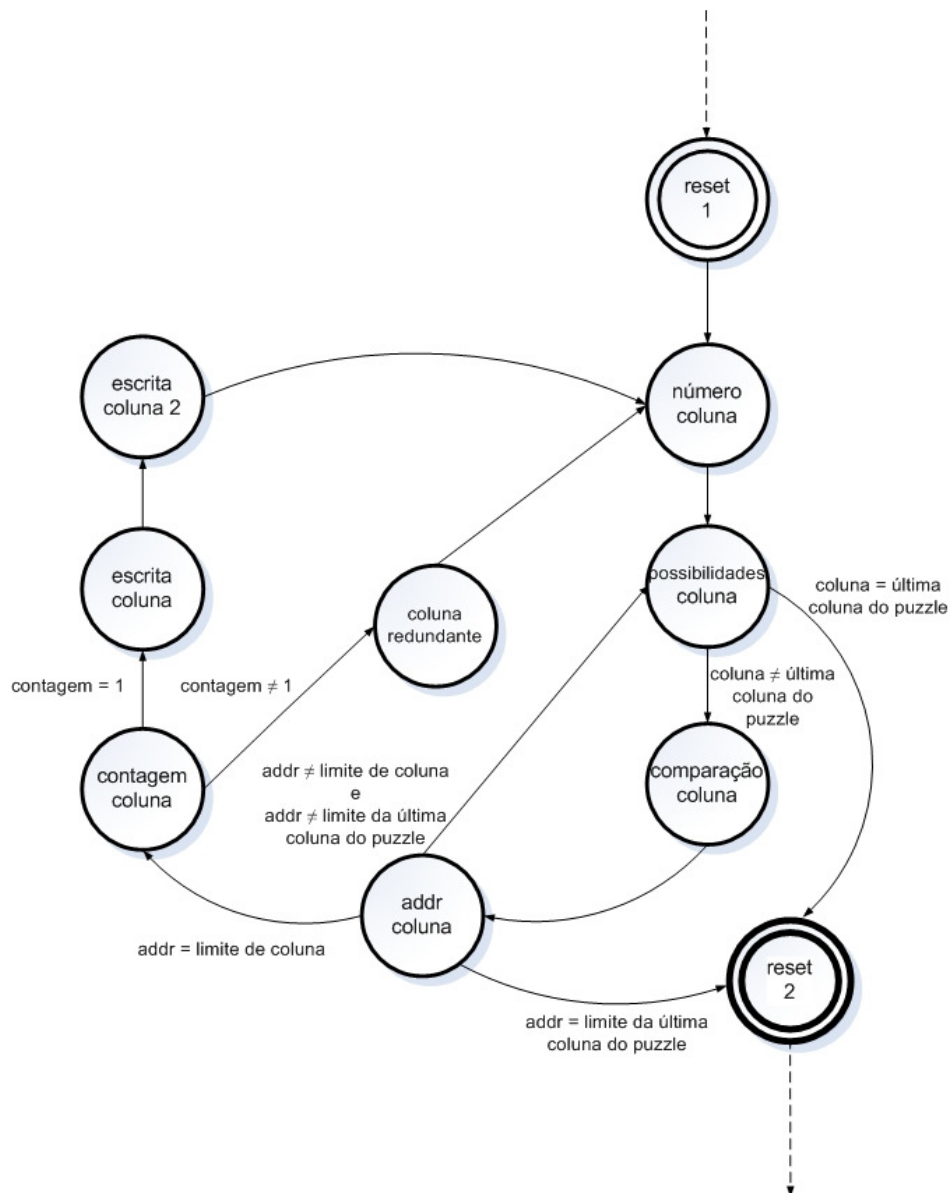 reset
1
número
coluna
escrita
coluna 2
possibilidades
coluna
coluna = última
coluna do puzzle
escrita
coluna
coluna
redundante
contagem = 1
contagem ≠ 1
coluna ≠ última
coluna do
puzzle
contagem
coluna
addr ≠ limite de coluna
e
addr ≠ limite da última
coluna do puzzle
comparação
coluna
addr
coluna
addr = limite de coluna
reset
2
addr = limite da última
coluna do puzzle